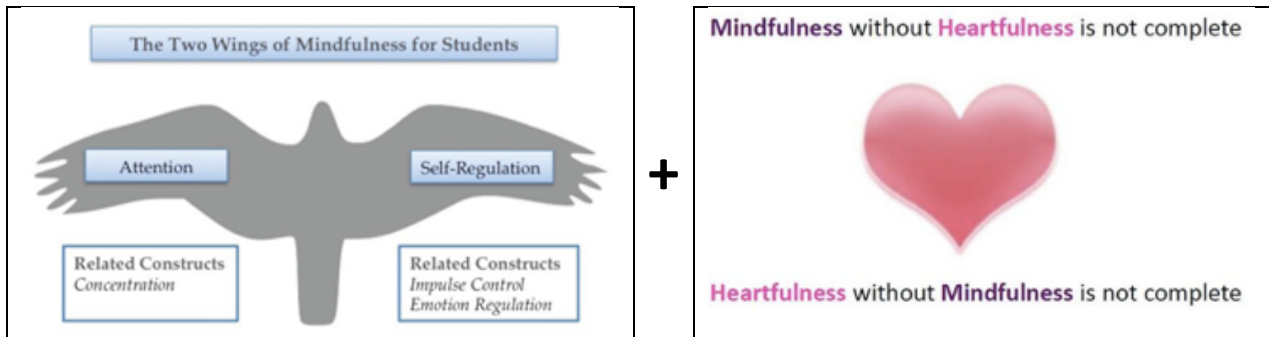 The Two Wings of Mindfulness for Students
Attention
Self-Regulation
Related Constructs
Concentration
Related Constructs
Impulse Control
Emotion Regulation
+
Mindfulness without Heartfulness is not complete
Heartfulness without Mindfulness is not complete